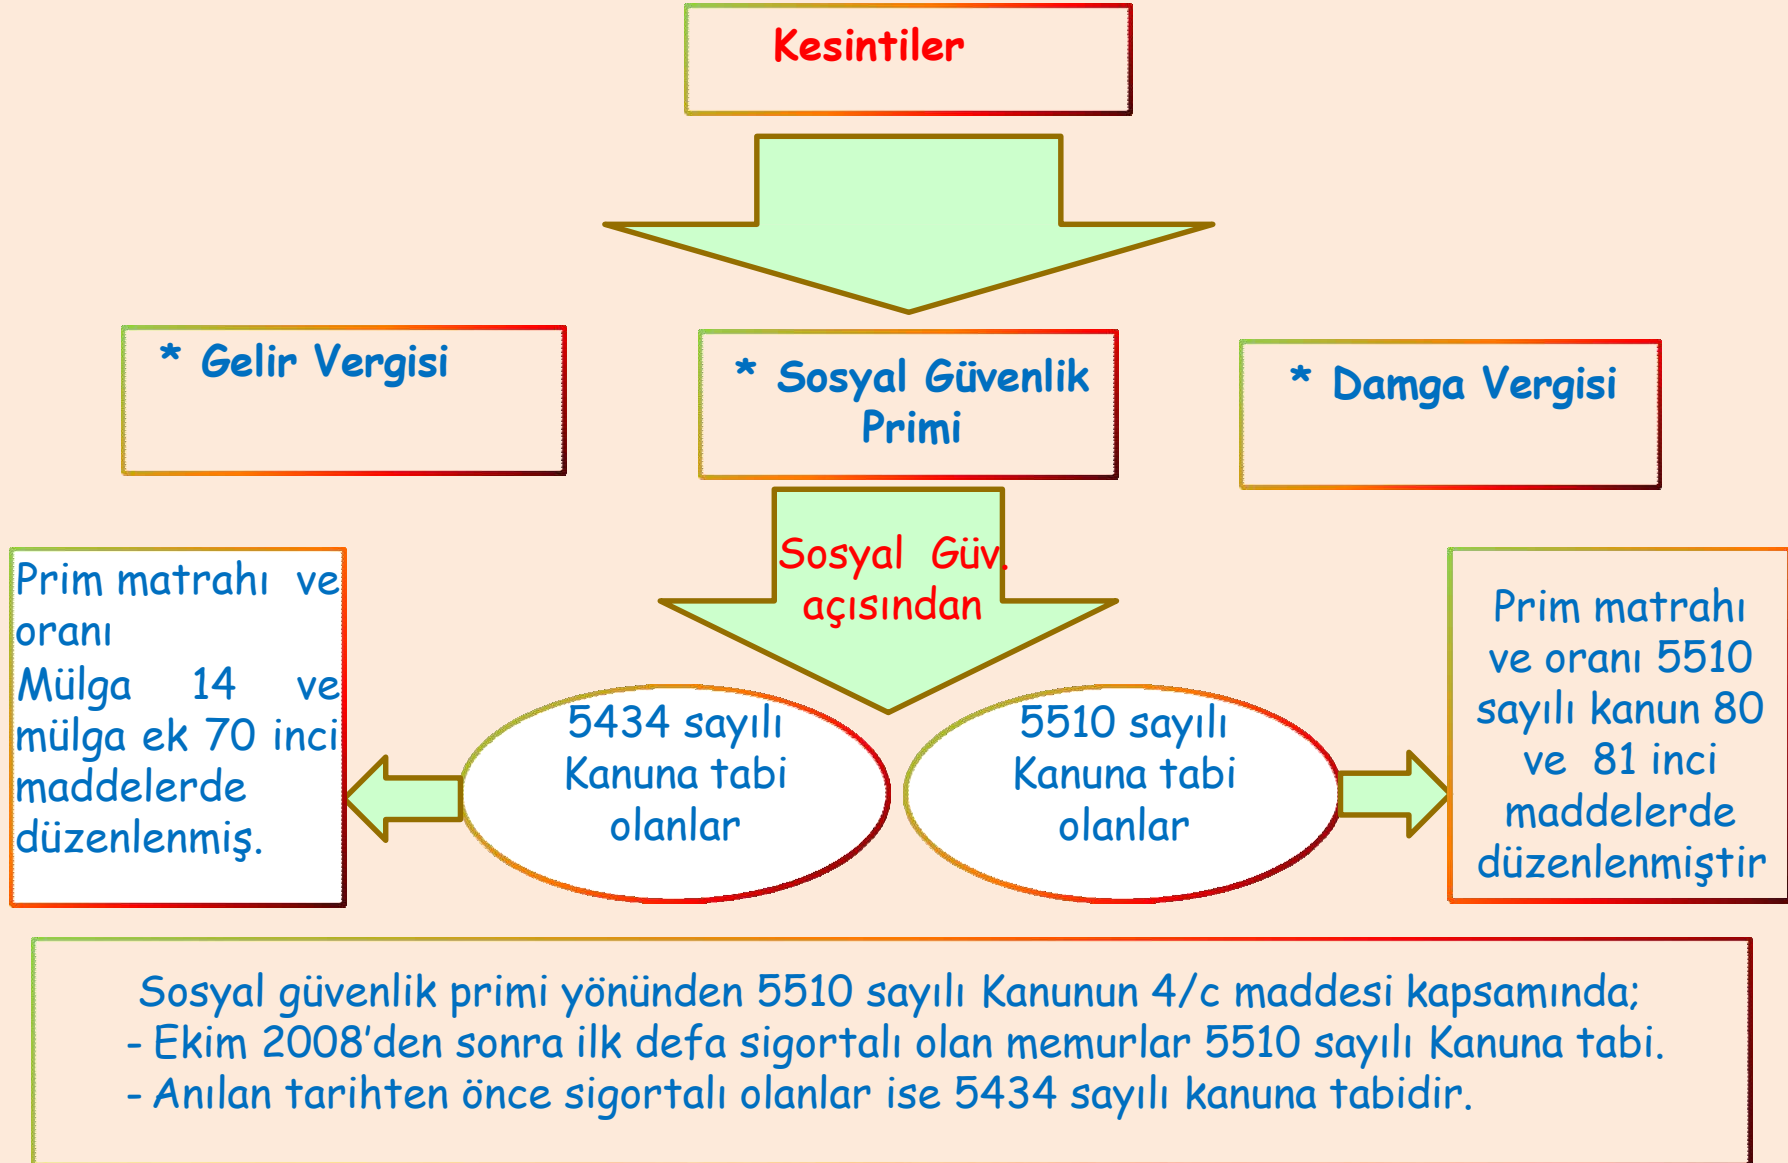 Kesintiler
* Gelir Vergisi
* Sosyal Güvenlik
Primi
* Damga Vergisi
Sosyal Güv.
açısından
Prim matrahı ve
oranı
Mülga 14 ve
mülga ek 70 inci
maddelerde
düzenlenmiş.
5434 sayılı
Kanuna tabi
olanlar
5510 sayılı
Kanuna tabi
olanlar
Prim matrahı
ve oranı 5510
sayılı kanun 80
ve 81 inci
maddelerde
düzenlenmiştir
Sosyal güvenlik primi yönünden 5510 sayılı Kanunun 4/c maddesi kapsamında;
- Ekim 2008’den sonra ilk defa sigortalı olan memurlar 5510 sayılı Kanuna tabi.
- Anılan tarihten önce sigortalı olanlar ise 5434 sayılı kanuna tabidir.